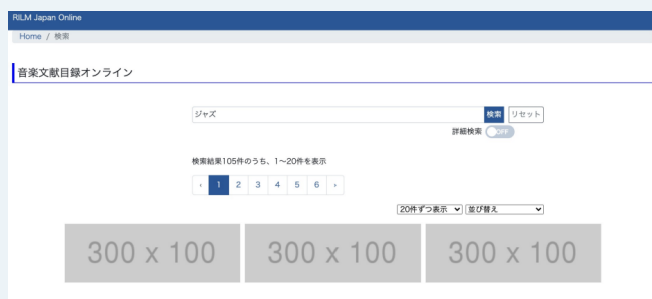 RILM Japan Online
Home / 検索
音楽文献目録オンライン
ジャズ 検索 リセット
詳細検索 OFF
検索結果105件のうち、1〜20件を表示
‹ 1 2 3 4 5 6 »
20件ずつ表示 並び替え
300 x 100 300 x 100 300 x 100